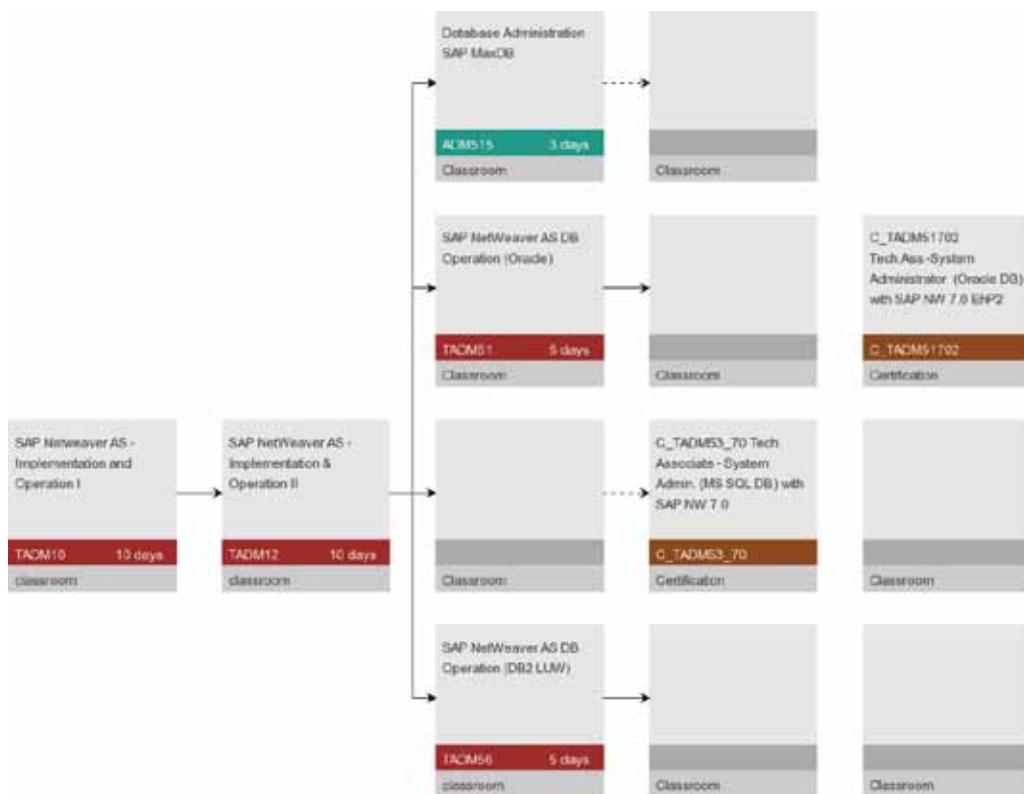 Database Administration
SAP MaxDB
ADM515 3 days
Classroom
Classroom
SAP NetWeaver AS DB
Operation (Oracle)
TADM51 5 days
Classroom
Classroom
C_TADM51702
Tech.Ass -System
Administrator (Oracle DB)
with SAP NW 7.0 EHP2
C_TADM51702
Certification
SAP Netweaver AS -
Implementation and
Operation I
TADM10 10 days
classroom
SAP NetWeaver AS -
Implementation &
Operation II
TADM12 10 days
classroom
Classroom
C_TADM53_70 Tech
Associate - System
Admin. (MS SQL DB) with
SAP NW 7.0
C_TADM53_70
Certification
Classroom
SAP NetWeaver AS DB
Operation (DB2 LUW)
TADM56 5 days
classroom
Classroom
Classroom